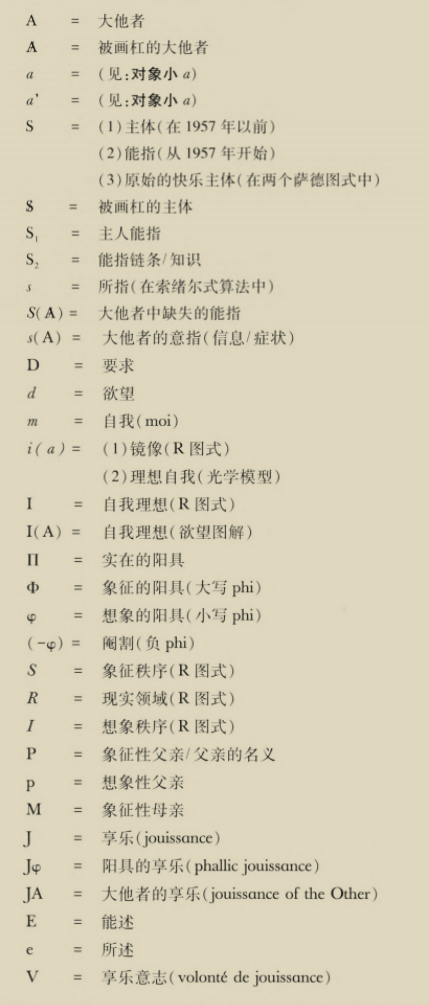 A = 大他者
Ⱥ = 被画杠的大他者
a = (见:对象小 a)
a' = (见:对象小 a)
S = (1)主体(在 1957 年以前)
(2)能指(从 1957 年开始)
(3)原始的快乐主体(在两个萨德图式中)
$ = 被画杠的主体
S₁ = 主人能指
S₂ = 能指链条/知识
s = 所指(在索绪尔式算法中)
S(Ⱥ) = 大他者中缺失的能指
s(A) = 大他者的意指(信息/症状)
D = 要求
d = 欲望
m = 自我(moi)
i(a) = (1)镜像(R 图式)
(2)理想自我(光学模型)
I = 自我理想(R 图式)
I(A) = 自我理想(欲望图解)
Π = 实在的阳具
Φ = 象征的阳具(大写 phi)
φ = 想象的阳具(小写 phi)
(-φ) = 阉割(负 phi)
S = 象征秩序(R 图式)
R = 现实领域(R 图式)
I = 想象秩序(R 图式)
P = 象征性父亲/父亲的名义
p = 想象性父亲
M = 象征性母亲
J = 享乐(jouissance)
Jφ = 阳具的享乐(phallic jouissance)
JA = 大他者的享乐(jouissance of the Other)
E = 能述
e = 所述
V = 享乐意志(volonté de jouissance)